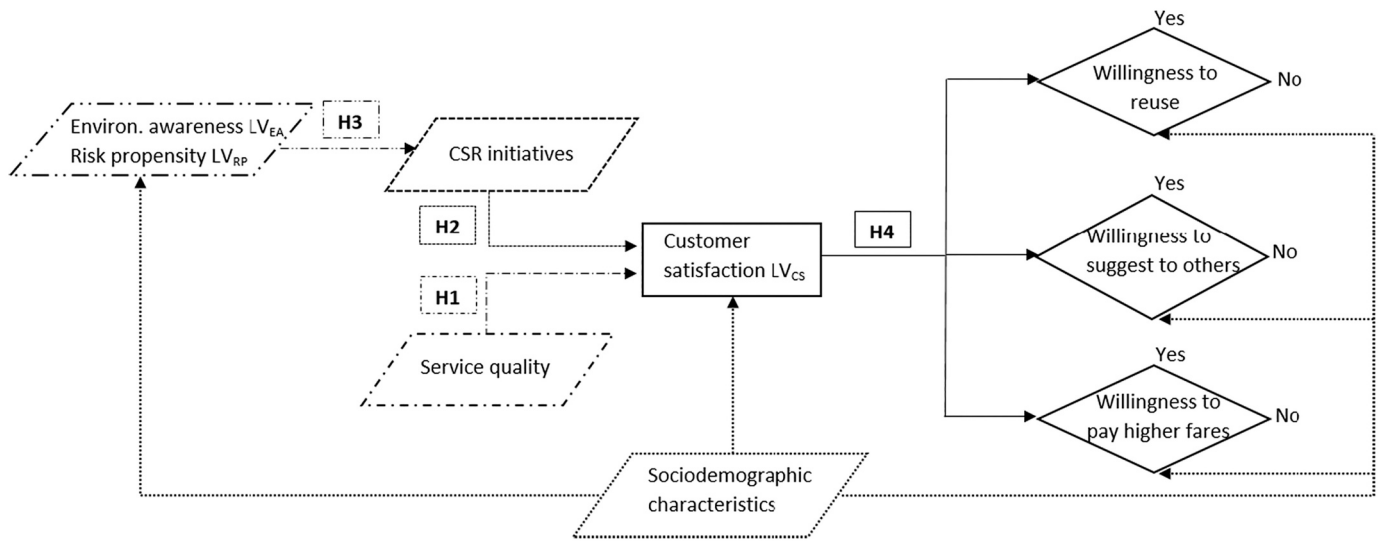 Environ. awareness LVEA
Risk propensity LVRP
H3
CSR initiatives
H2
H1
Service quality
Customer
satisfaction LVCS
H4
Sociodemographic
characteristics
Yes
Willingness to
reuse
No
Yes
Willingness to
suggest to others
No
Yes
Willingness to
pay higher fares
No